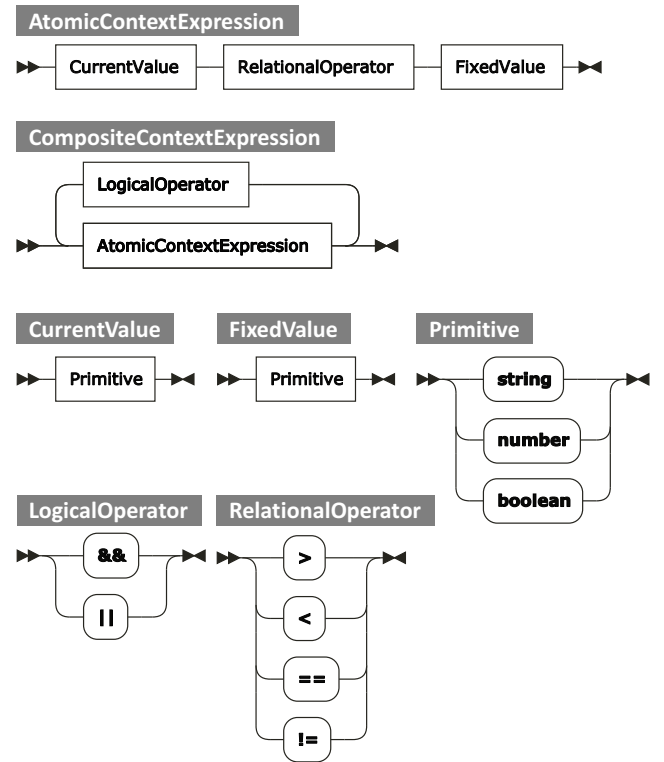 AtomicContextExpression
CurrentValue RelationalOperator FixedValue
CompositeContextExpression
LogicalOperator
AtomicContextExpression
CurrentValue FixedValue Primitive
Primitive Primitive string
number
boolean
LogicalOperator RelationalOperator
&& >
|| <
==
!=